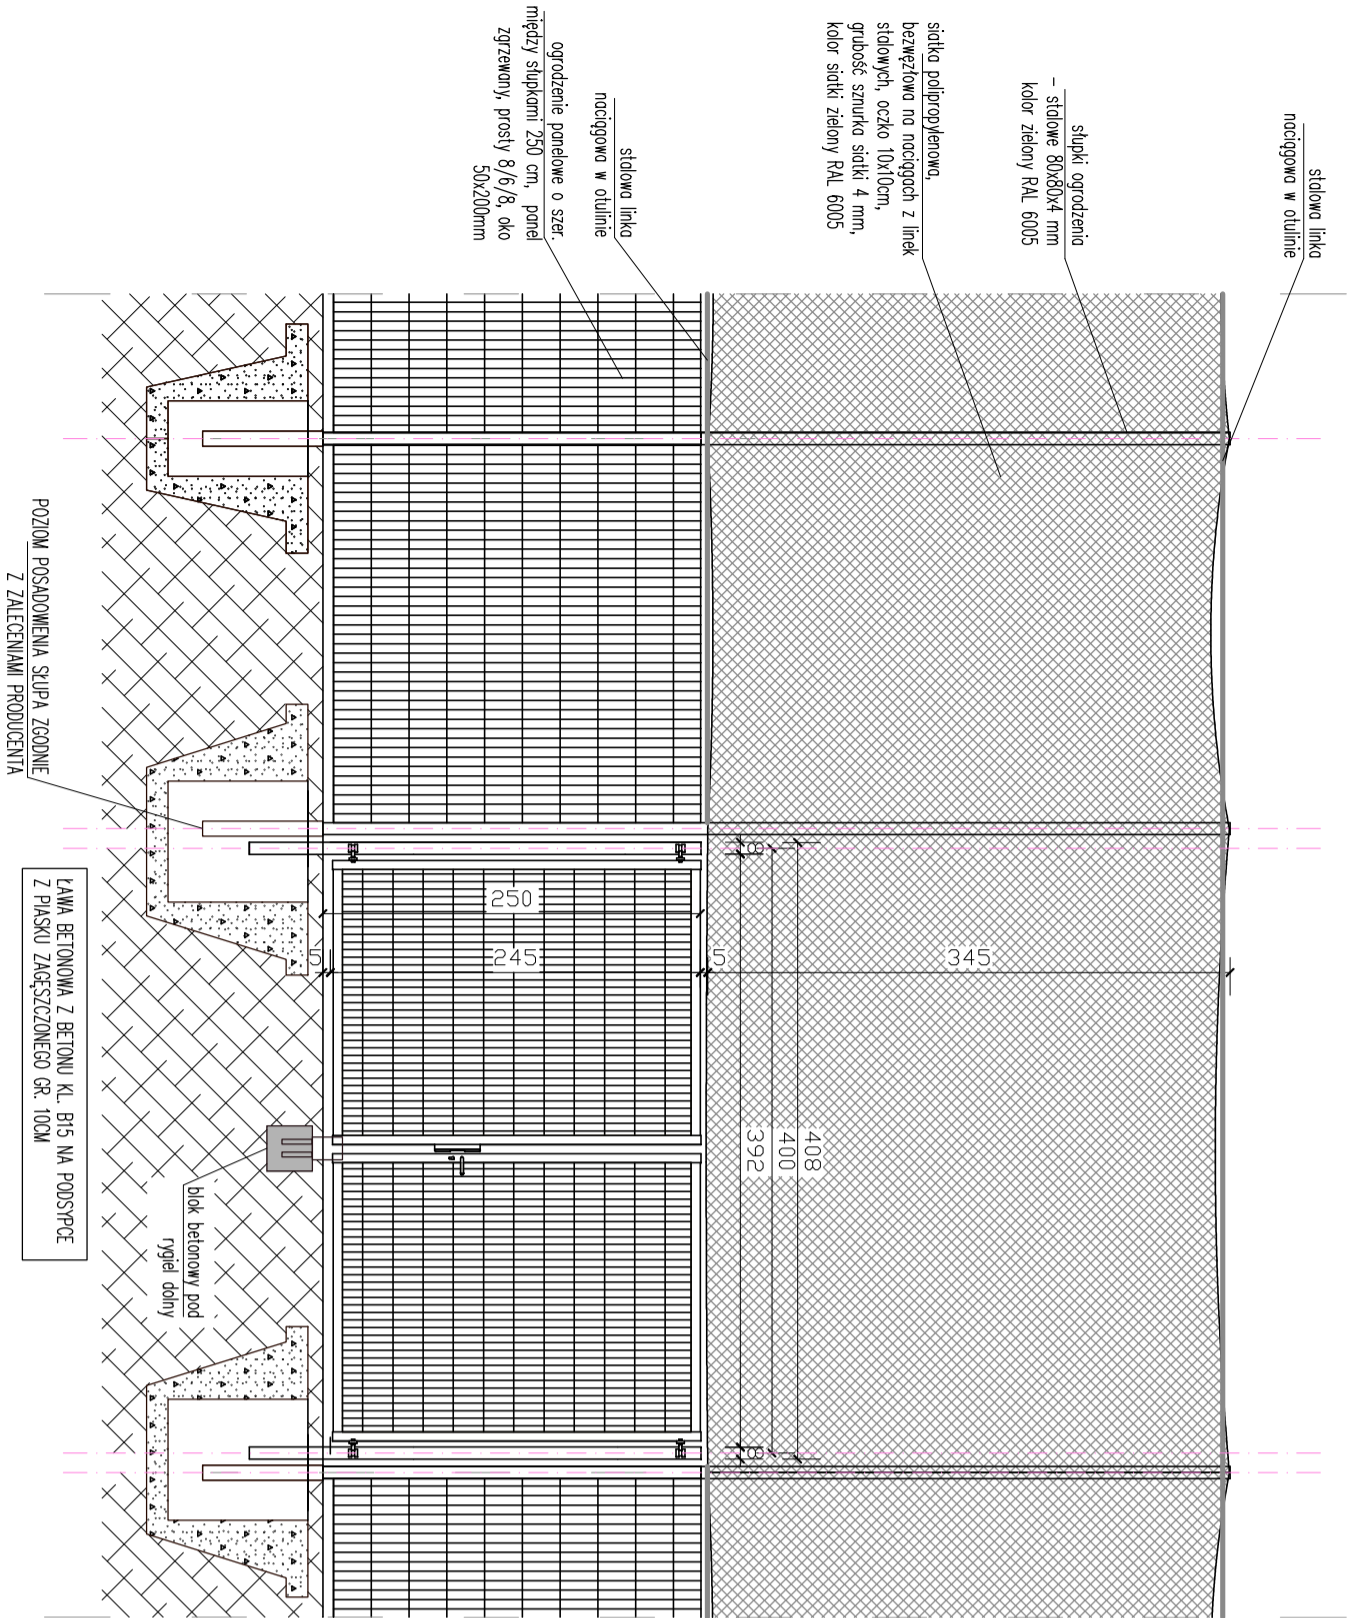 stalowa linka
naciągowa w otulinie
słupki ogrodzenia
- stalowe 80x80x4 mm
kolor zielony RAL 6005
siatka polipropylenowa,
bezwęzłowa na naciągach z linek
stalowych, oczko 10x10cm,
grubość sznurka siatki 4 mm,
kolor siatki zielony RAL 6005
stalowa linka
naciągowa w otulinie
ogrodzenie panelowe o szer.
między słupkami 250 cm, panel
zgrzewany, prosty 8/6/8, oko
50x200mm
345
8
408
400
392
8
5
250
245
5
blok betonowy pod
rygiel dolny
POZIOM POSADOWIENIA SŁUPA ZGODNIE
Z ZALECENIAMI PRODUCENTA
ŁAWA BETONOWA Z BETONU KL. B15 NA PODSYPCE
Z PIASKU ZAGĘSZCZONEGO GR. 10CM